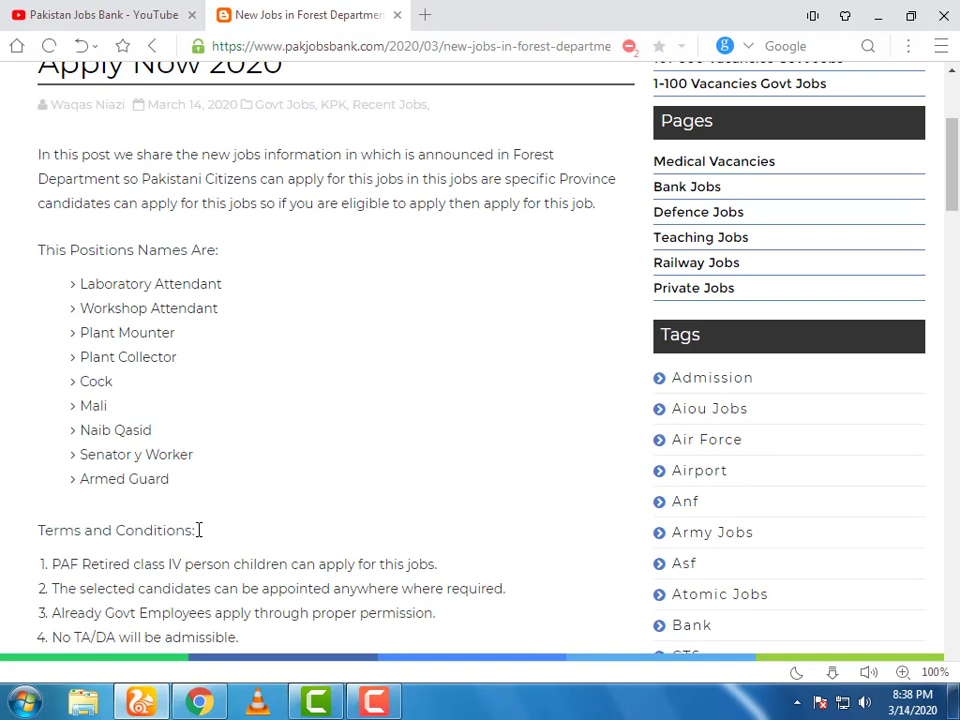 Pakistan Jobs Bank - YouTube
New Jobs in Forest Departmen
https://www.pakjobsbank.com/2020/03/new-jobs-in-forest-departme
2
g
Google
Apply Now 2020
Waqas Niazi March 14, 2020 Govt Jobs, KPK, Recent Jobs,
In this post we share the new jobs information in which is announced in Forest
Department so Pakistani Citizens can apply for this jobs in this jobs are specific Province
candidates can apply for this jobs so if you are eligible to apply then apply for this job.
This Positions Names Are:
> Laboratory Attendant
> Workshop Attendant
> Plant Mounter
> Plant Collector
> Cock
> Mali
> Naib Qasid
> Senator y Worker
> Armed Guard
Terms and Conditions:
1. PAF Retired class IV person children can apply for this jobs.
2. The selected candidates can be appointed anywhere where required.
3. Already Govt Employees apply through proper permission.
4. No TA/DA will be admissible.
1-100 Vacancies Govt Jobs
Pages
Medical Vacancies
Bank Jobs
Defence Jobs
Teaching Jobs
Railway Jobs
Private Jobs
Tags
Admission
Aiou Jobs
Air Force
Airport
Anf
Army Jobs
Asf
Atomic Jobs
Bank
100%
8:38 PM
3/14/2020